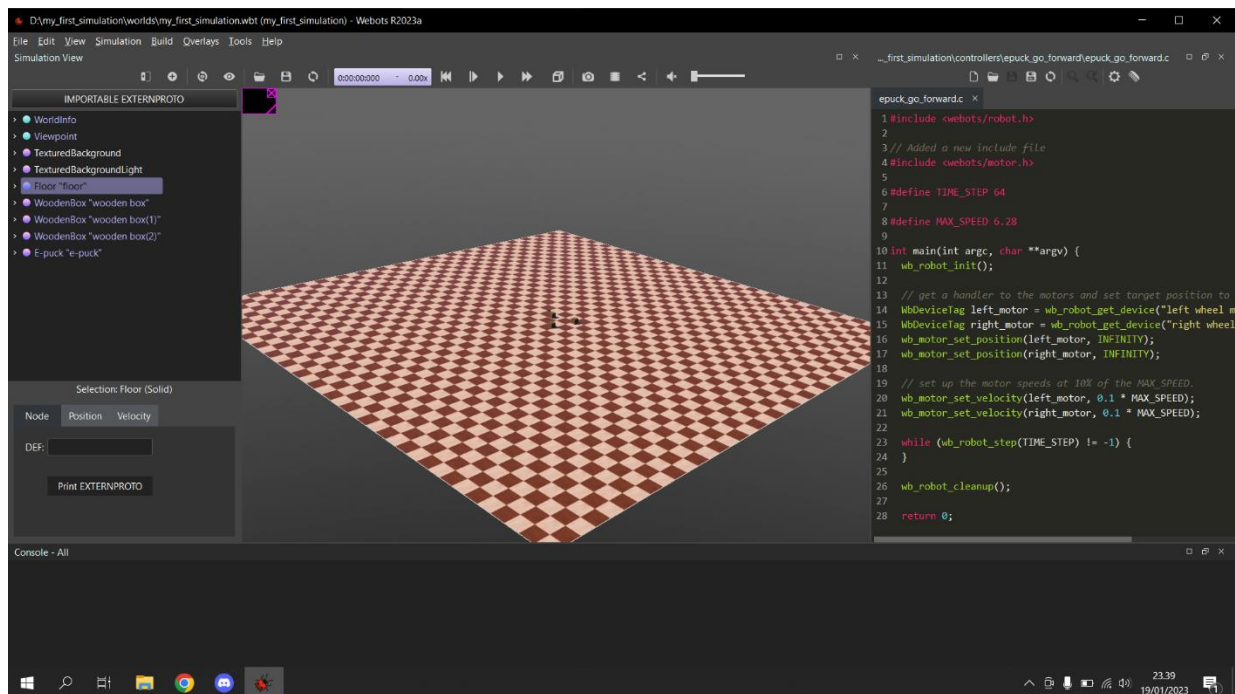 D:\my_first_simulation\worlds\my_first_simulation.wbt (my_first_simulation) - Webots R2023a
File Edit View Simulation Build Overlays Tools Help
Simulation View
0:00:00:000 - 0.00x
IMPORTABLE EXTERNPROTO
WorldInfo
Viewpoint
TexturedBackground
TexturedBackgroundLight
Floor "floor"
WoodenBox "wooden box"
WoodenBox "wooden box(1)"
WoodenBox "wooden box(2)"
E-puck "e-puck"
Selection: Floor (Solid)
Node Position Velocity
DEF:
Print EXTERNPROTO
..._first_simulation\controllers\epuck_go_forward\epuck_go_forward.c
epuck_go_forward.c
1 #include <webots/robot.h>
2
3 // Added a new include file
4 #include <webots/motor.h>
5
6 #define TIME_STEP 64
7
8 #define MAX_SPEED 6.28
9
10 int main(int argc, char **argv) {
11 wb_robot_init();
12
13 // get a handler to the motors and set target position to
14 WbDeviceTag left_motor = wb_robot_get_device("left wheel m
15 WbDeviceTag right_motor = wb_robot_get_device("right wheel
16 wb_motor_set_position(left_motor, INFINITY);
17 wb_motor_set_position(right_motor, INFINITY);
18
19 // set up the motor speeds at 10% of the MAX_SPEED.
20 wb_motor_set_velocity(left_motor, 0.1 * MAX_SPEED);
21 wb_motor_set_velocity(right_motor, 0.1 * MAX_SPEED);
22
23 while (wb_robot_step(TIME_STEP) != -1) {
24 }
25
26 wb_robot_cleanup();
27
28 return 0;
Console - All
23.39
19/01/2023